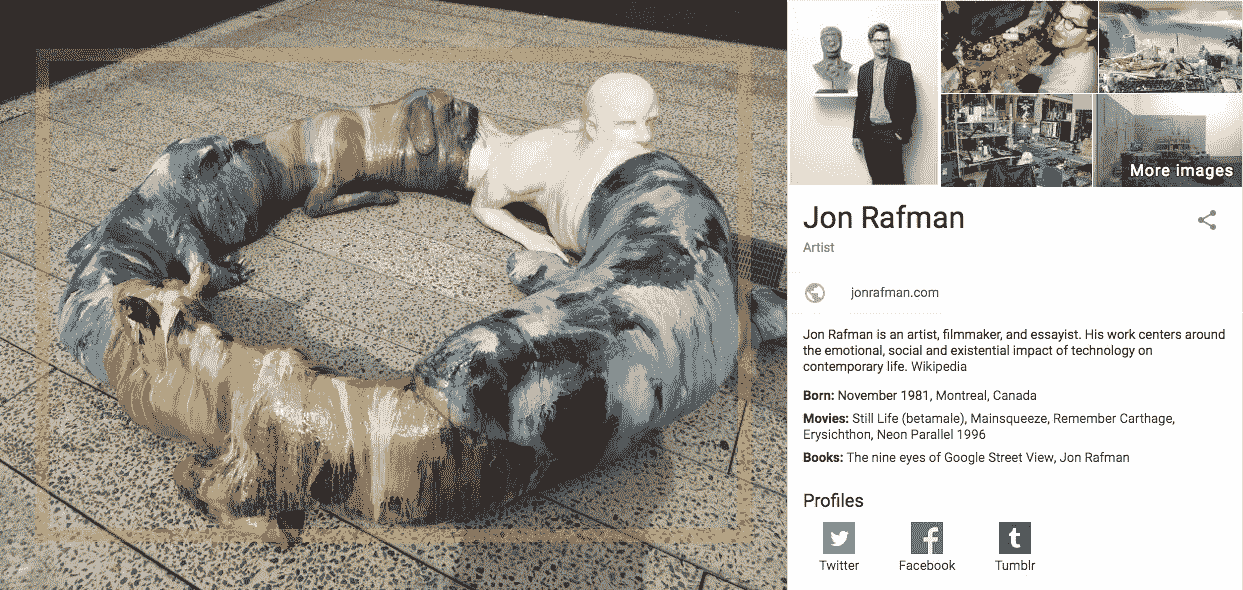 More images
Jon Rafman
Artist
jonrafman.com
Jon Rafman is an artist, filmmaker, and essayist. His work centers around
the emotional, social and existential impact of technology on
contemporary life. Wikipedia
Born: November 1981, Montreal, Canada
Movies: Still Life (betamale), Mainsqueeze, Remember Carthage,
Erysichthon, Neon Parallel 1996
Books: The nine eyes of Google Street View, Jon Rafman
Profiles
Twitter
Facebook
Tumblr